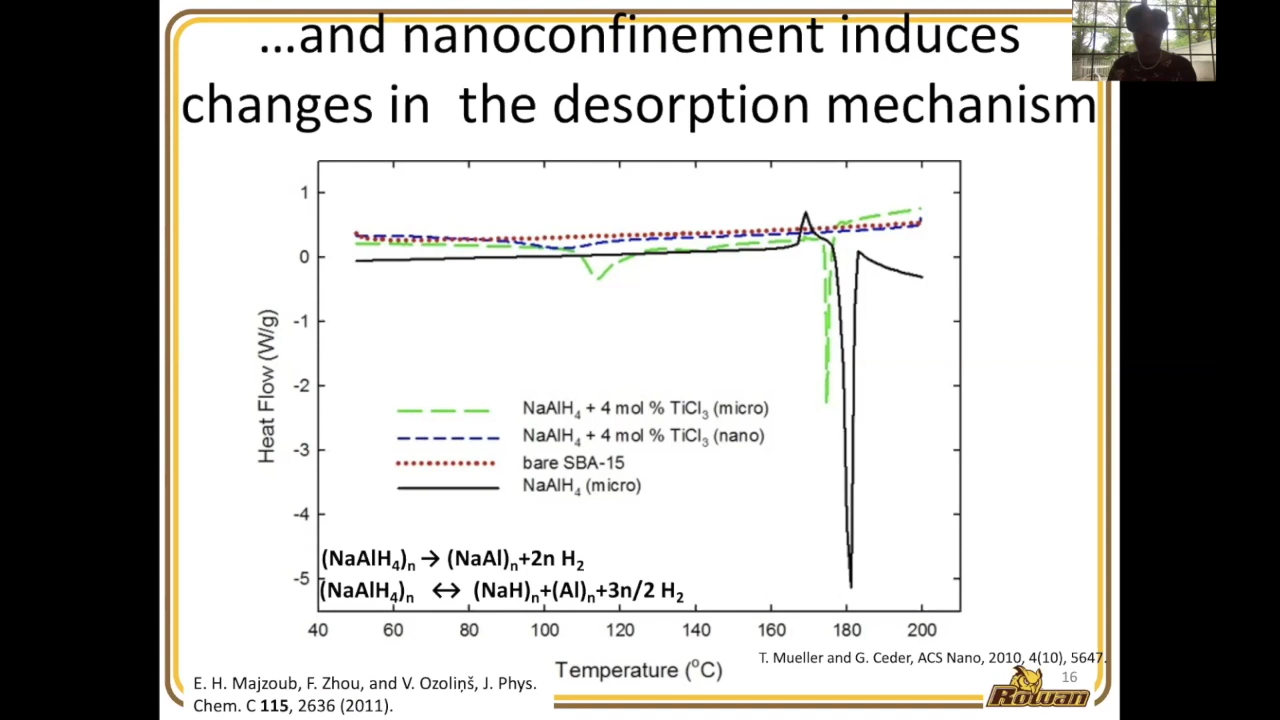 ...and nanoconfinement induces
changes in the desorption mechanism
1
0
-1
-2
-3
-4
-5
Heat Flow (W/g)
NaAlH₄ + 4 mol % TiCl₃ (micro)
NaAlH₄ + 4 mol % TiCl₃ (nano)
bare SBA-15
NaAlH₄ (micro)
(NaAlH₄)ₙ → (NaAl)ₙ+2n H₂
(NaAlH₄)ₙ ↔ (NaH)ₙ+(Al)ₙ+3n/2 H₂
40 60 80 100 120 140 160 180 200
Temperature (°C)
T. Mueller and G. Ceder, ACS Nano, 2010, 4(10), 5647.
E. H. Majzoub, F. Zhou, and V. Ozoliņš, J. Phys.
Chem. C 115, 2636 (2011).
16
Rowan